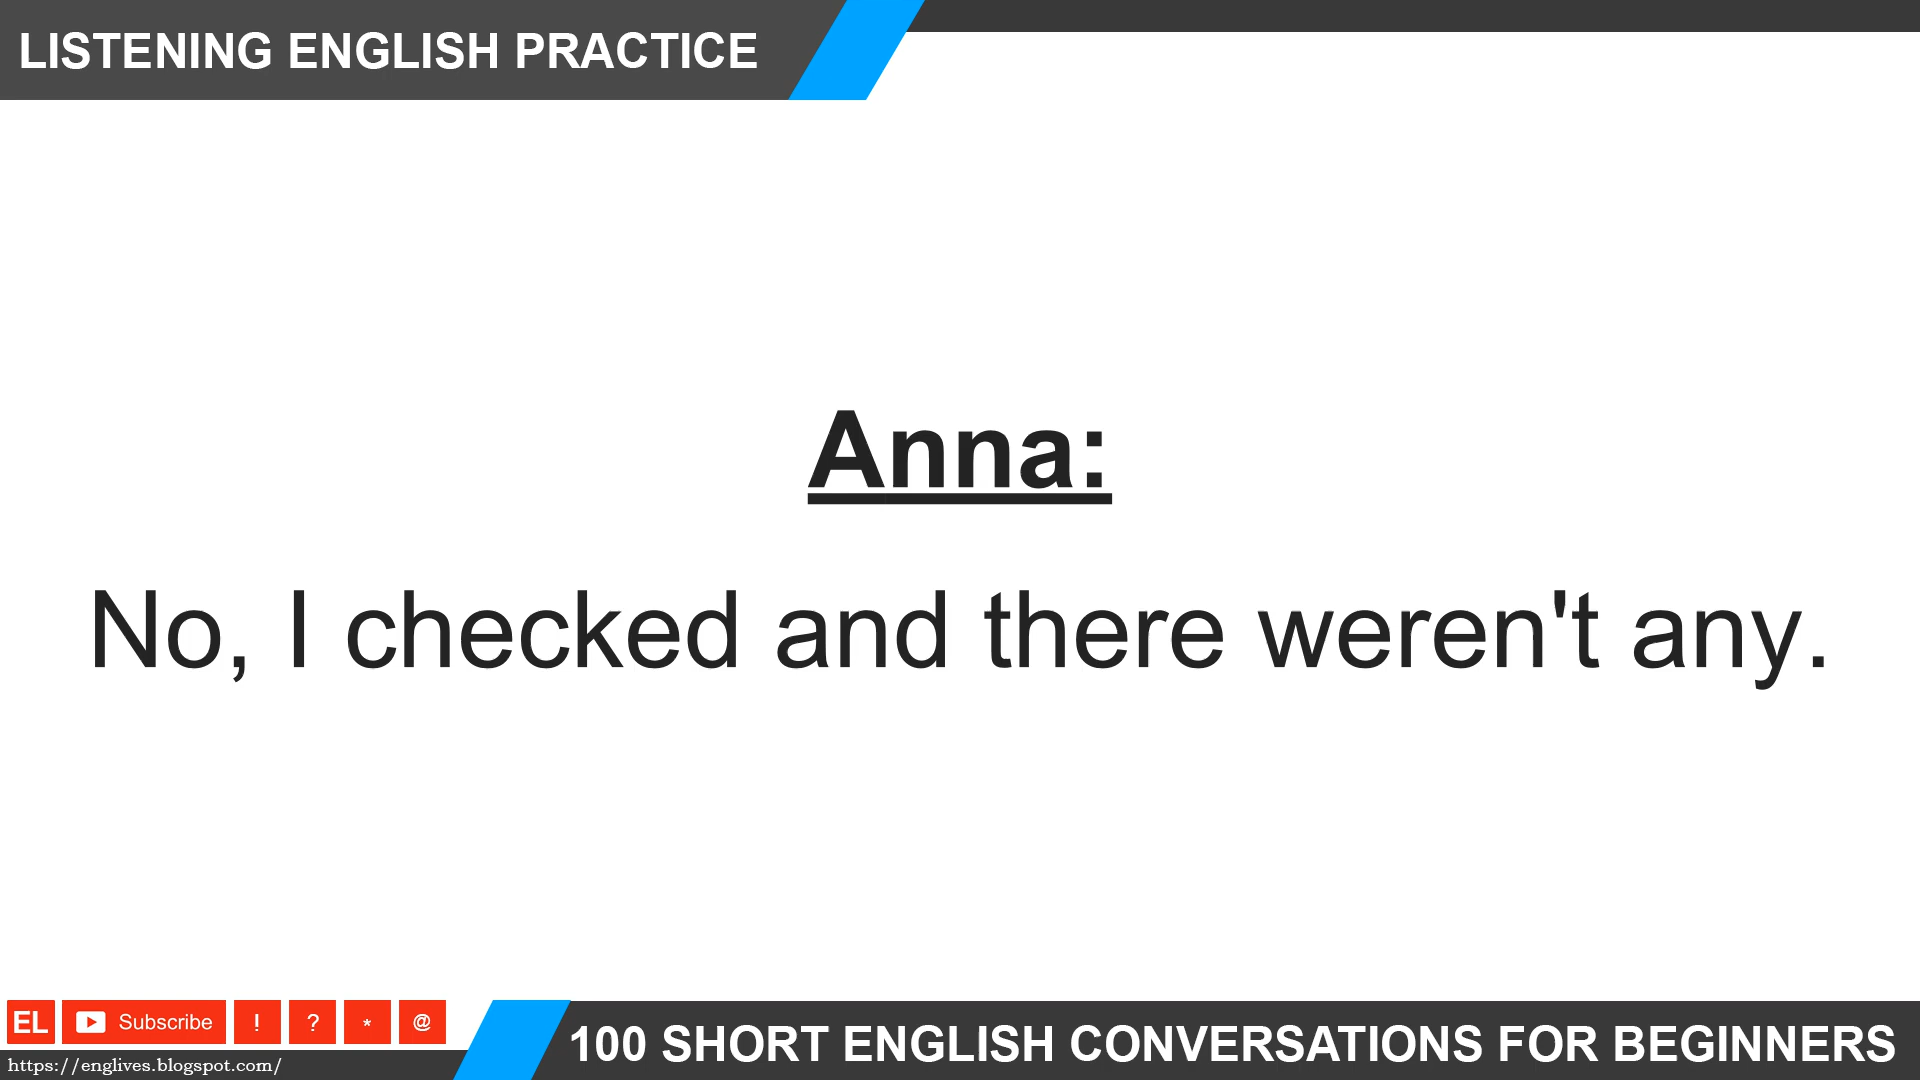 LISTENING ENGLISH PRACTICE
Anna:
No, I checked and there weren't any.
EL Subscribe ! ? * @
https://englives.blogspot.com/
100 SHORT ENGLISH CONVERSATIONS FOR BEGINNERS